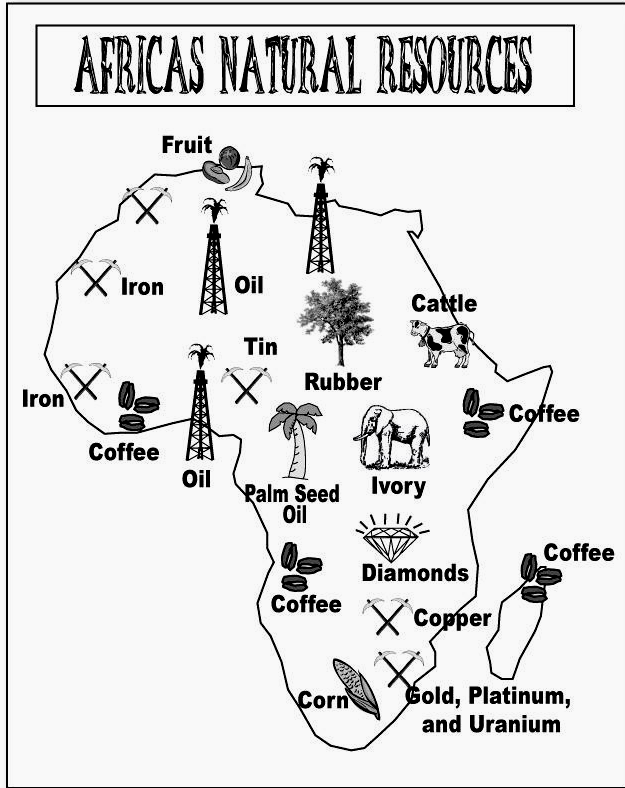 AFRICAS NATURAL RESOURCES
Fruit
Iron
Oil
Cattle
Tin
Rubber
Iron
Coffee
Coffee
Oil
Palm Seed
Oil
Ivory
Coffee
Diamonds
Coffee
Copper
Corn
Gold, Platinum,
and Uranium